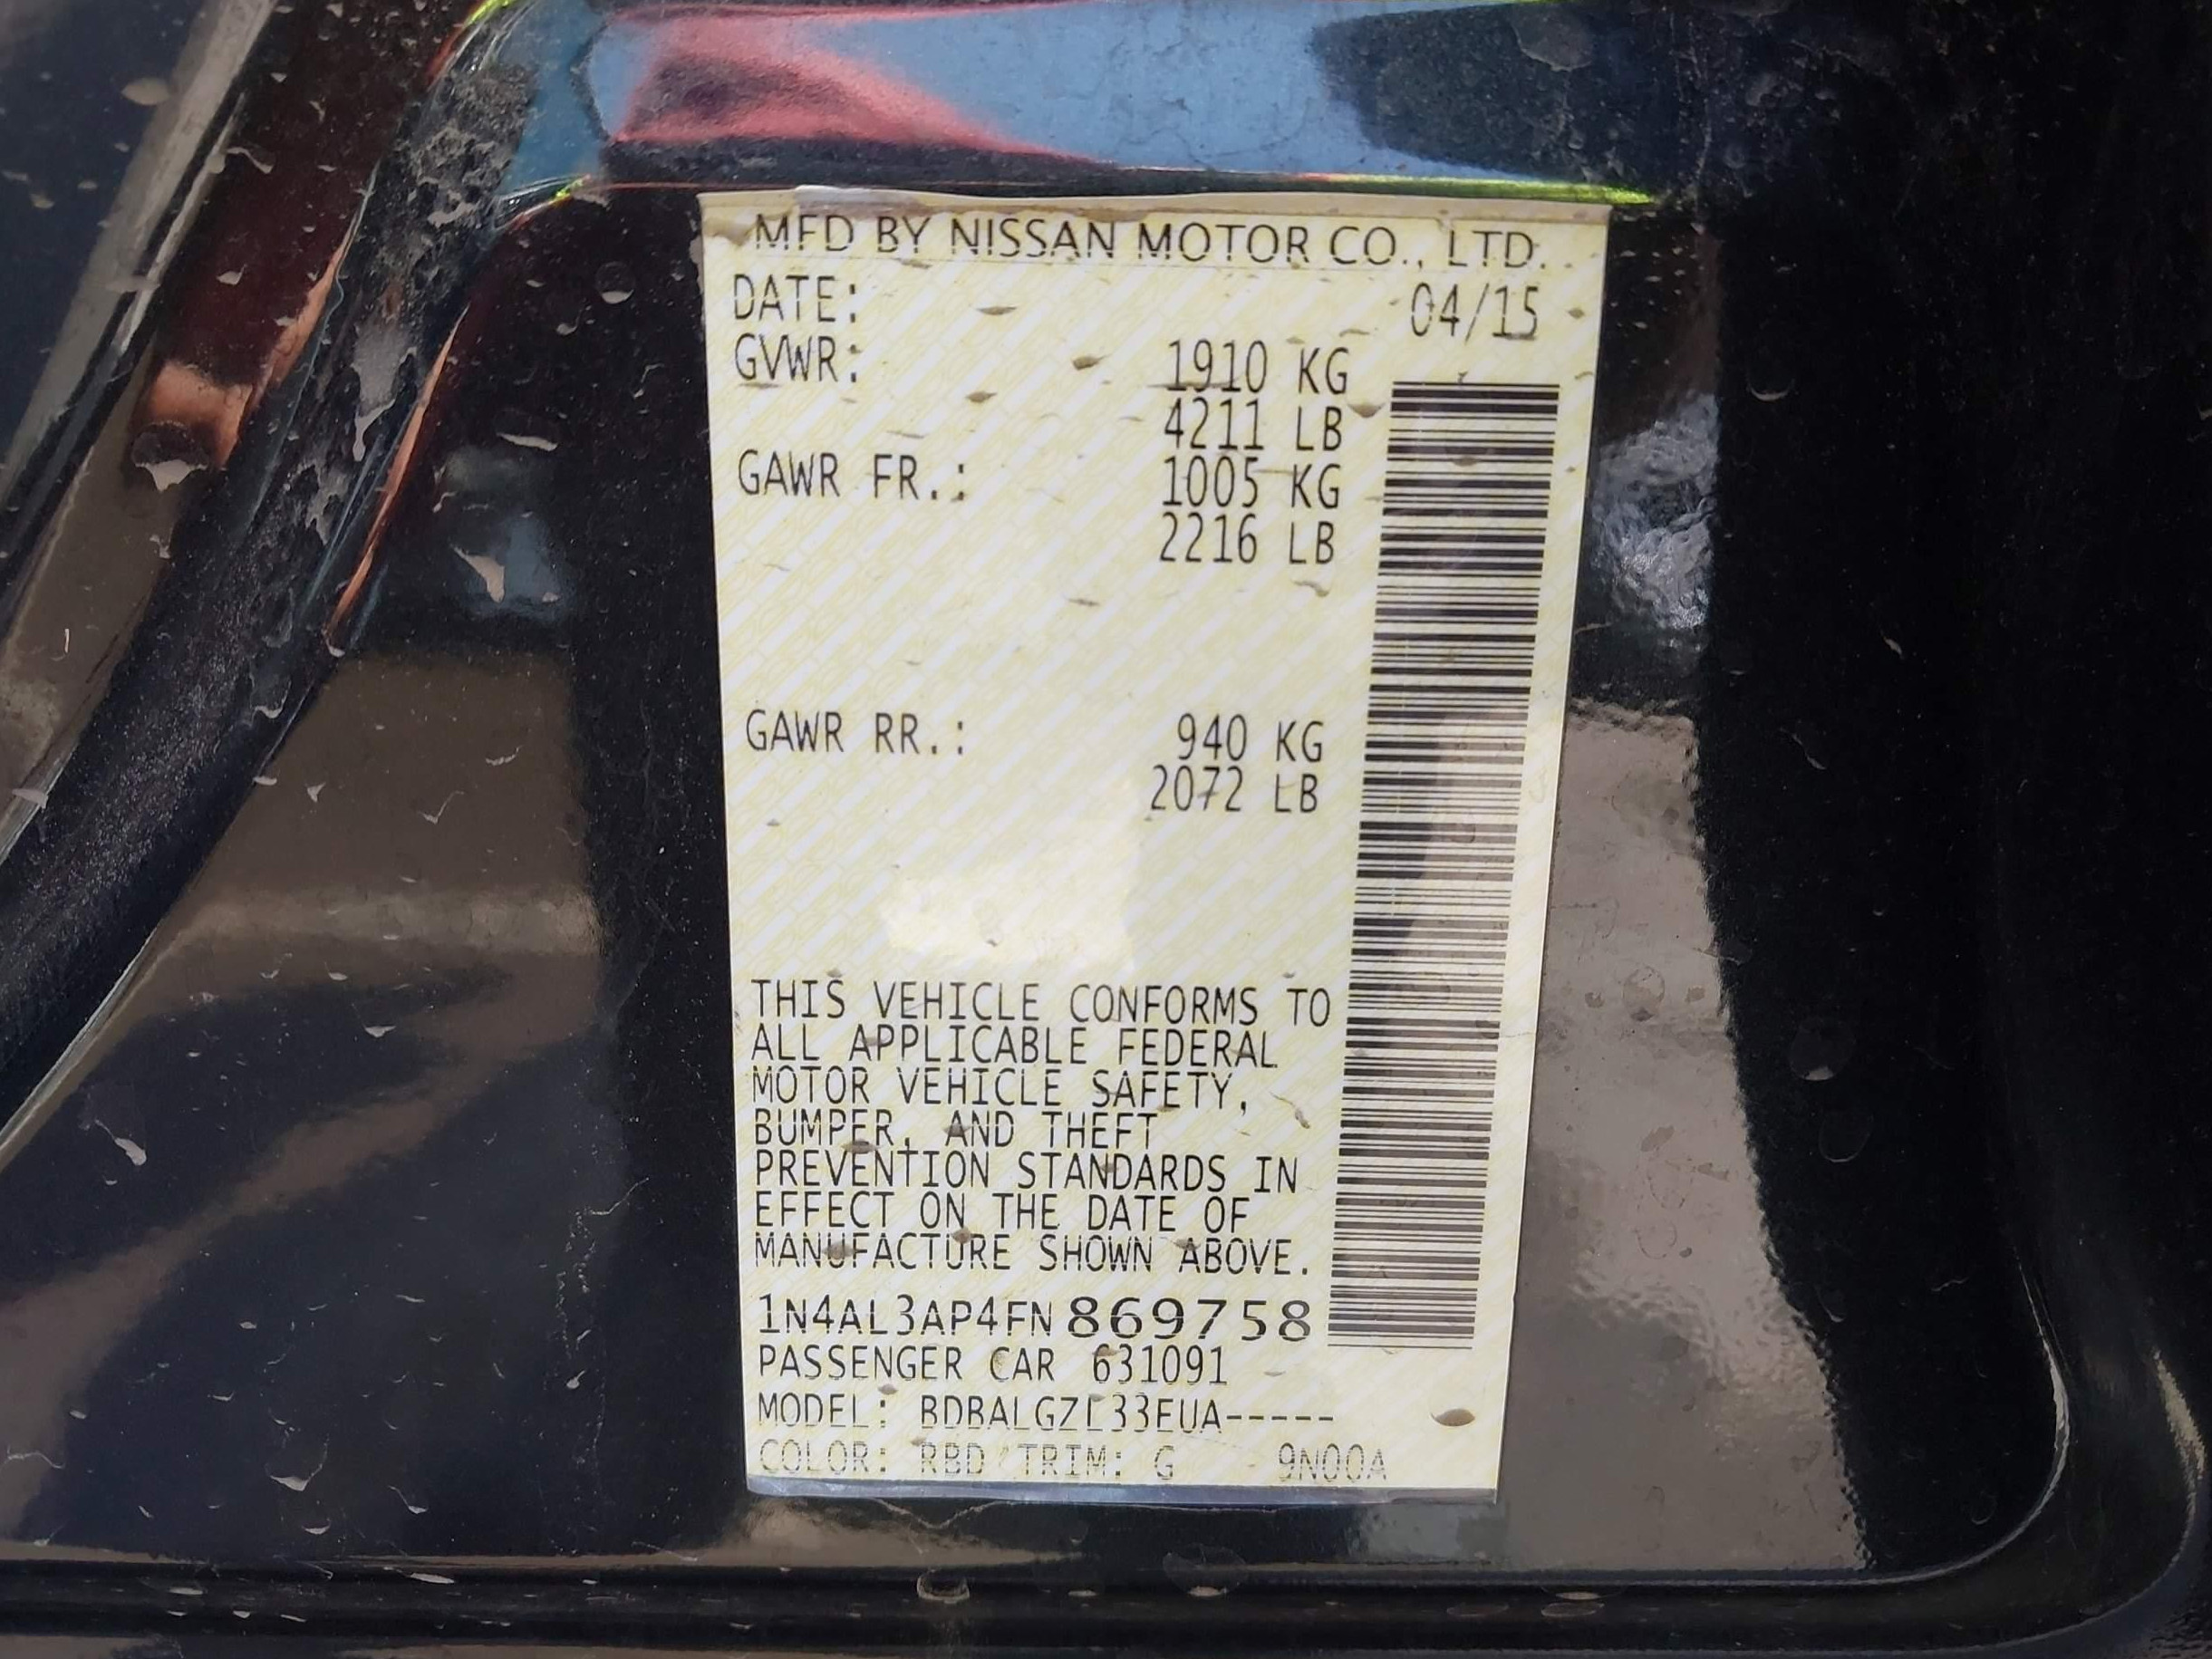 MFD BY NISSAN MOTOR CO., LTD.
DATE: 04/15
GVWR: 1910 KG
4211 LB
GAWR FR.: 1005 KG
2216 LB
GAWR RR.: 940 KG
2072 LB
THIS VEHICLE CONFORMS TO
ALL APPLICABLE FEDERAL
MOTOR VEHICLE SAFETY,
BUMPER, AND THEFT
PREVENTION STANDARDS IN
EFFECT ON THE DATE OF
MANUFACTURE SHOWN ABOVE.
1N4AL3AP4FN869758
PASSENGER CAR 631091
MODEL: BDBALGZL33EUA-----
COLOR: RBD TRIM: G 9N00A